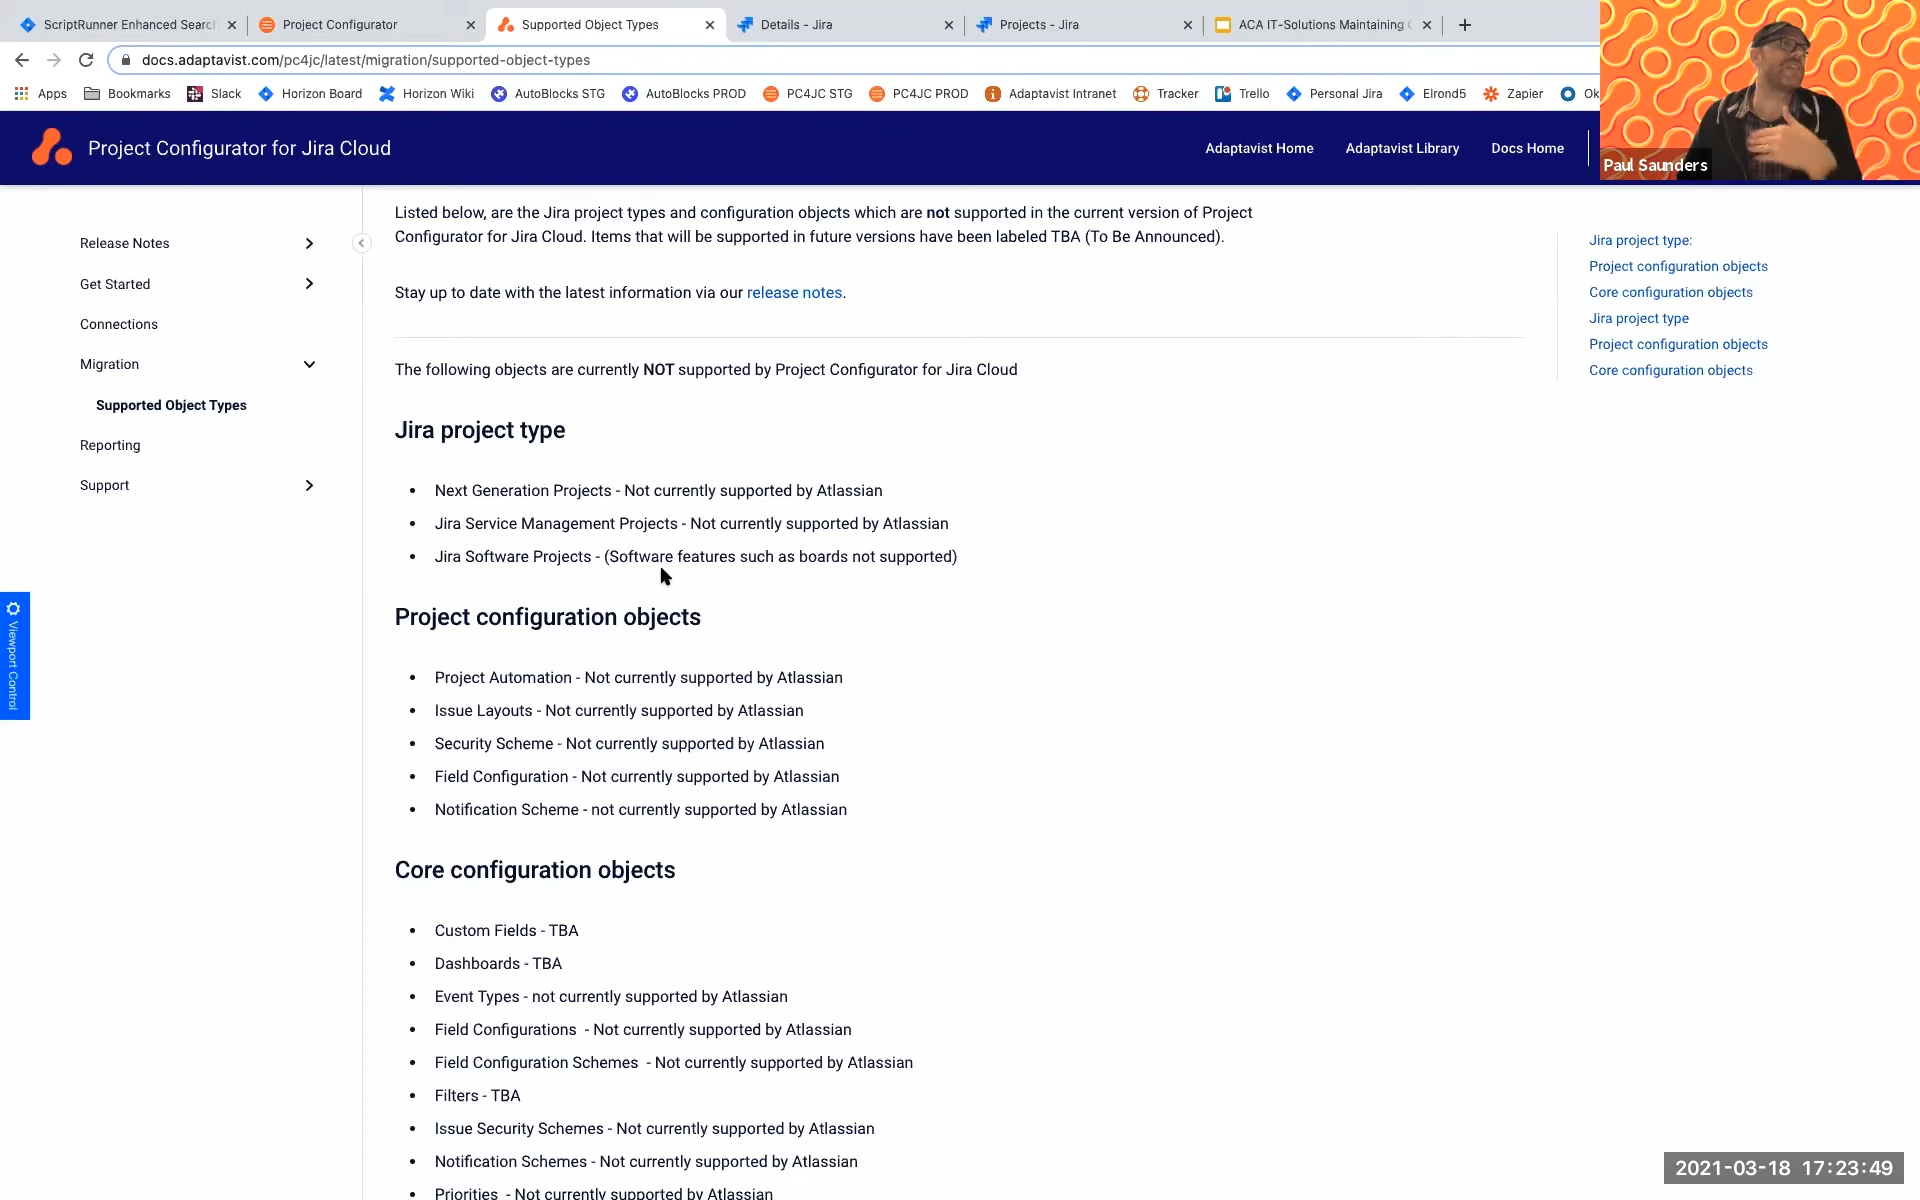 ScriptRunner Enhanced Searc
Project Configurator
Supported Object Types
Details - Jira
Projects - Jira
ACA IT-Solutions Maintaining
docs.adaptavist.com/pc4jc/latest/migration/supported-object-types
Apps
Bookmarks
Slack
Horizon Board
Horizon Wiki
AutoBlocks STG
AutoBlocks PROD
PC4JC STG
PC4JC PROD
Adaptavist Intranet
Tracker
Trello
Personal Jira
Elrond5
Zapier
Ok
Paul Saunders
Project Configurator for Jira Cloud
Adaptavist Home
Adaptavist Library
Docs Home
Release Notes
Get Started
Connections
Migration
Supported Object Types
Reporting
Support
Viewport Control
Listed below, are the Jira project types and configuration objects which are not supported in the current version of Project
Configurator for Jira Cloud. Items that will be supported in future versions have been labeled TBA (To Be Announced).
Stay up to date with the latest information via our release notes.
The following objects are currently NOT supported by Project Configurator for Jira Cloud
Jira project type
• Next Generation Projects - Not currently supported by Atlassian
• Jira Service Management Projects - Not currently supported by Atlassian
• Jira Software Projects - (Software features such as boards not supported)
Project configuration objects
• Project Automation - Not currently supported by Atlassian
• Issue Layouts - Not currently supported by Atlassian
• Security Scheme - Not currently supported by Atlassian
• Field Configuration - Not currently supported by Atlassian
• Notification Scheme - not currently supported by Atlassian
Core configuration objects
• Custom Fields - TBA
• Dashboards - TBA
• Event Types - not currently supported by Atlassian
• Field Configurations - Not currently supported by Atlassian
• Field Configuration Schemes - Not currently supported by Atlassian
• Filters - TBA
• Issue Security Schemes - Not currently supported by Atlassian
• Notification Schemes - Not currently supported by Atlassian
• Priorities - Not currently supported by Atlassian
Jira project type:
Project configuration objects
Core configuration objects
Jira project type
Project configuration objects
Core configuration objects
2021-03-18 17:23:49